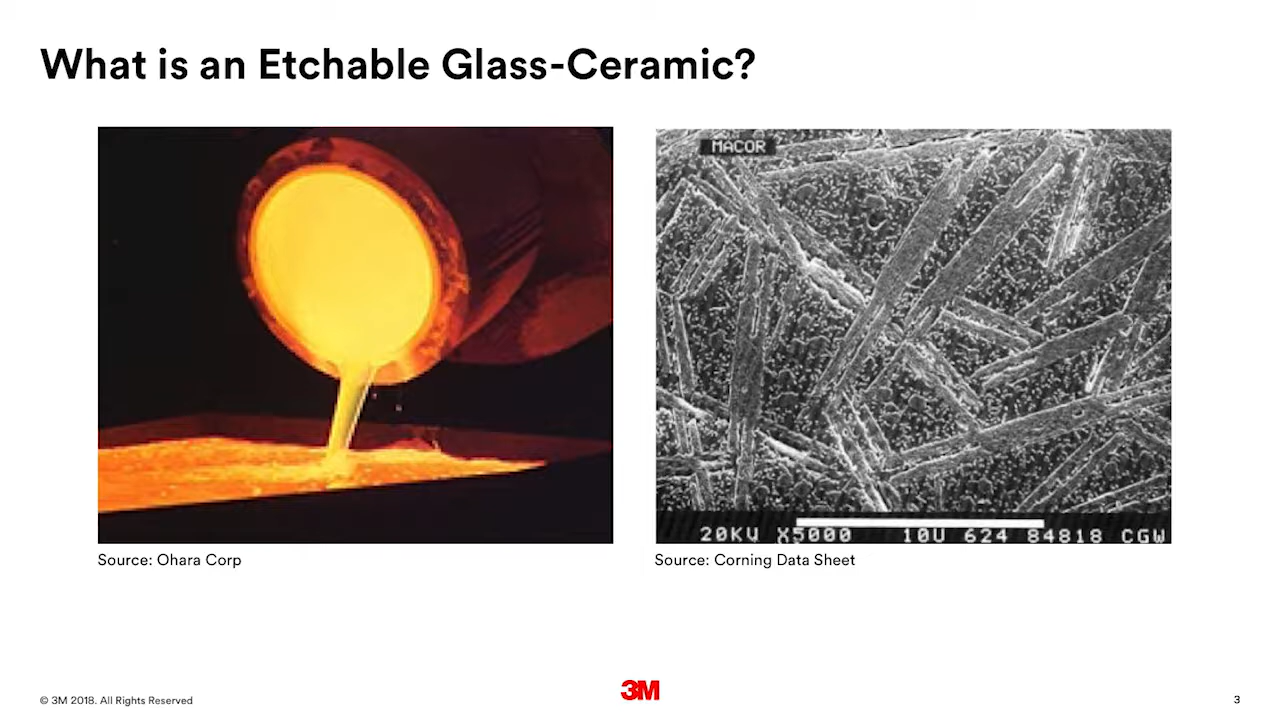 What is an Etchable Glass-Ceramic?
MACOR
20KV X5000 10U 624 84818 CGW
Source: Ohara Corp
Source: Corning Data Sheet
© 3M 2018. All Rights Reserved
3M
3